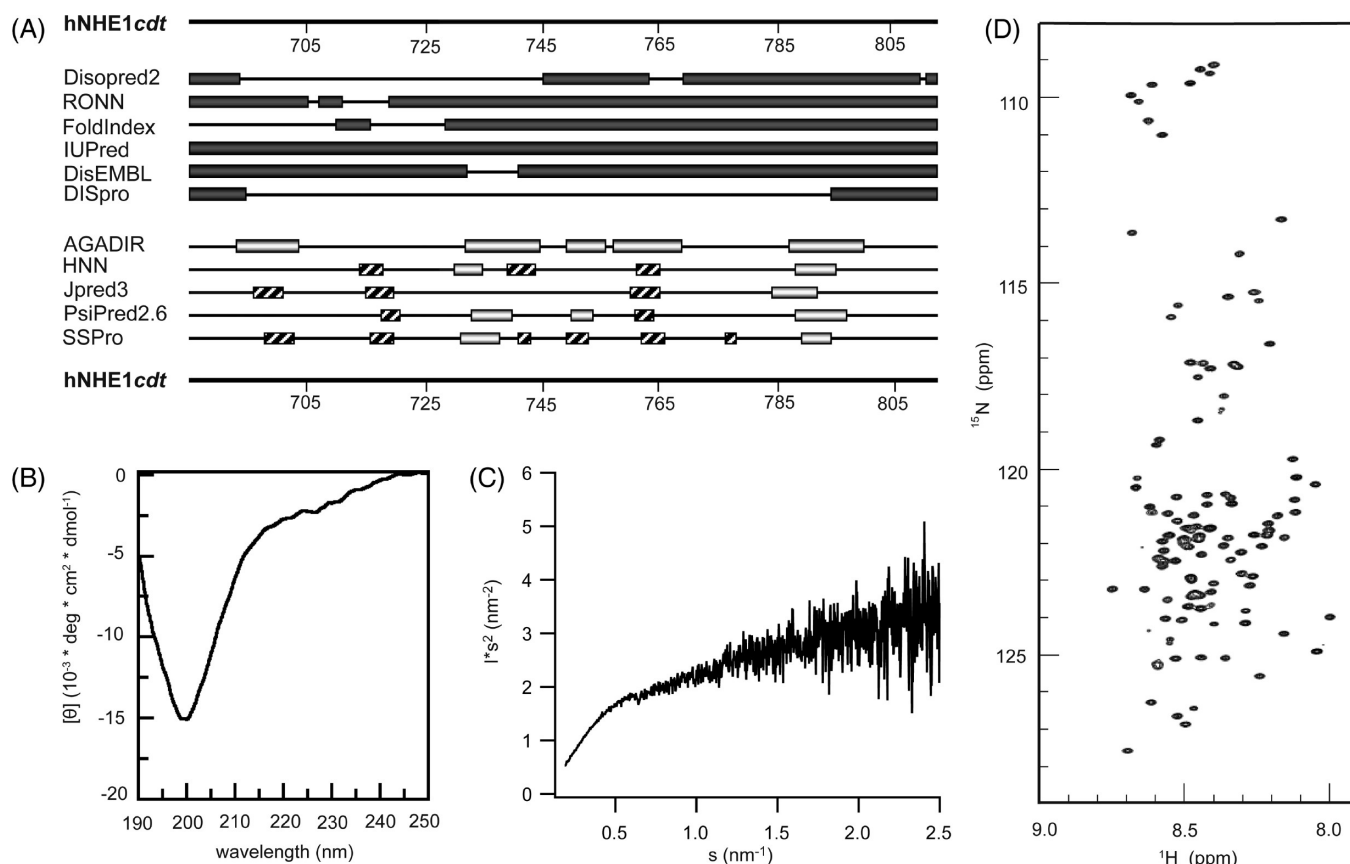 (A)
hNHE1cdt
705 725 745 765 785 805
Disopred2
RONN
FoldIndex
IUPred
DisEMBL
DISpro
AGADIR
HNN
Jpred3
PsiPred2.6
SSPro
hNHE1cdt
705 725 745 765 785 805
(B)
[θ] (10⁻³ * deg * cm² * dmol⁻¹)
0
-5
-10
-15
-20
190 200 210 220 230 240 250
wavelength (nm)
(C)
I*s² (nm⁻²)
6
5
4
3
2
1
0
0.5 1.0 1.5 2.0 2.5
s (nm⁻¹)
(D)
¹⁵N (ppm)
110
115
120
125
9.0 8.5 8.0
¹H (ppm)